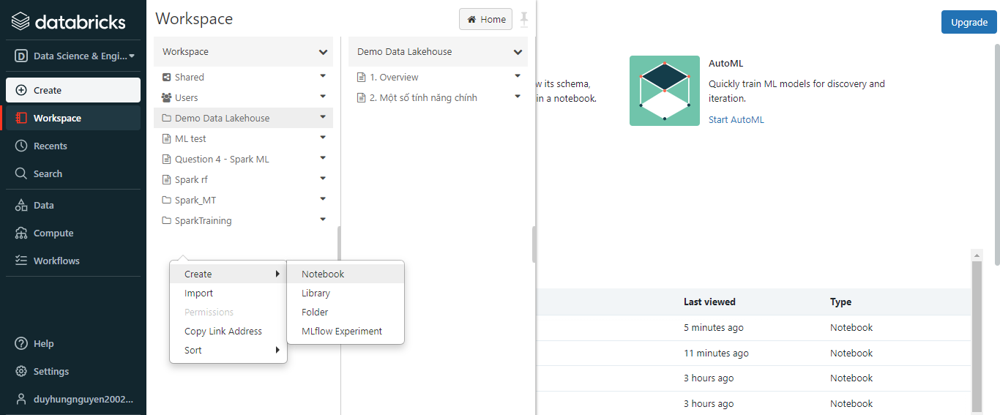 databricks
Data Science & Engi...
Create
Workspace
Recents
Search
Data
Compute
Workflows
Help
Settings
duyhungnguyen2002...
Workspace
Home
Workspace
Shared
Users
Demo Data Lakehouse
ML test
Question 4 - Spark ML
Spark rf
Spark_MT
SparkTraining
Demo Data Lakehouse
1. Overview
2. Một số tính năng chính
Create
Import
Permissions
Copy Link Address
Sort
Notebook
Library
Folder
MLflow Experiment
Upgrade
w its schema,
in a notebook.
AutoML
Quickly train ML models for discovery and
iteration.
Start AutoML
Last viewed Type
5 minutes ago Notebook
11 minutes ago Notebook
3 hours ago Notebook
3 hours ago Notebook